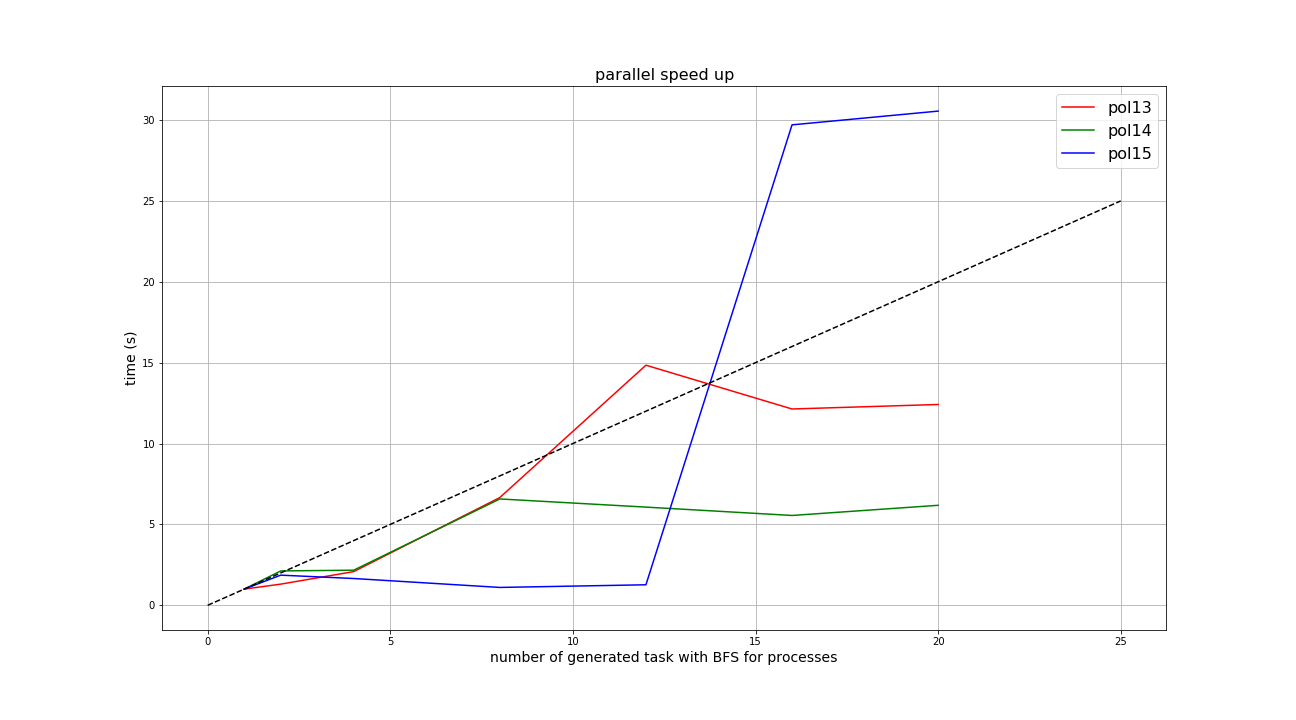 parallel speed up
pol13
pol14
pol15
30
25
20
15
10
5
0
time (s)
0 5 10 15 20 25
number of generated task with BFS for processes